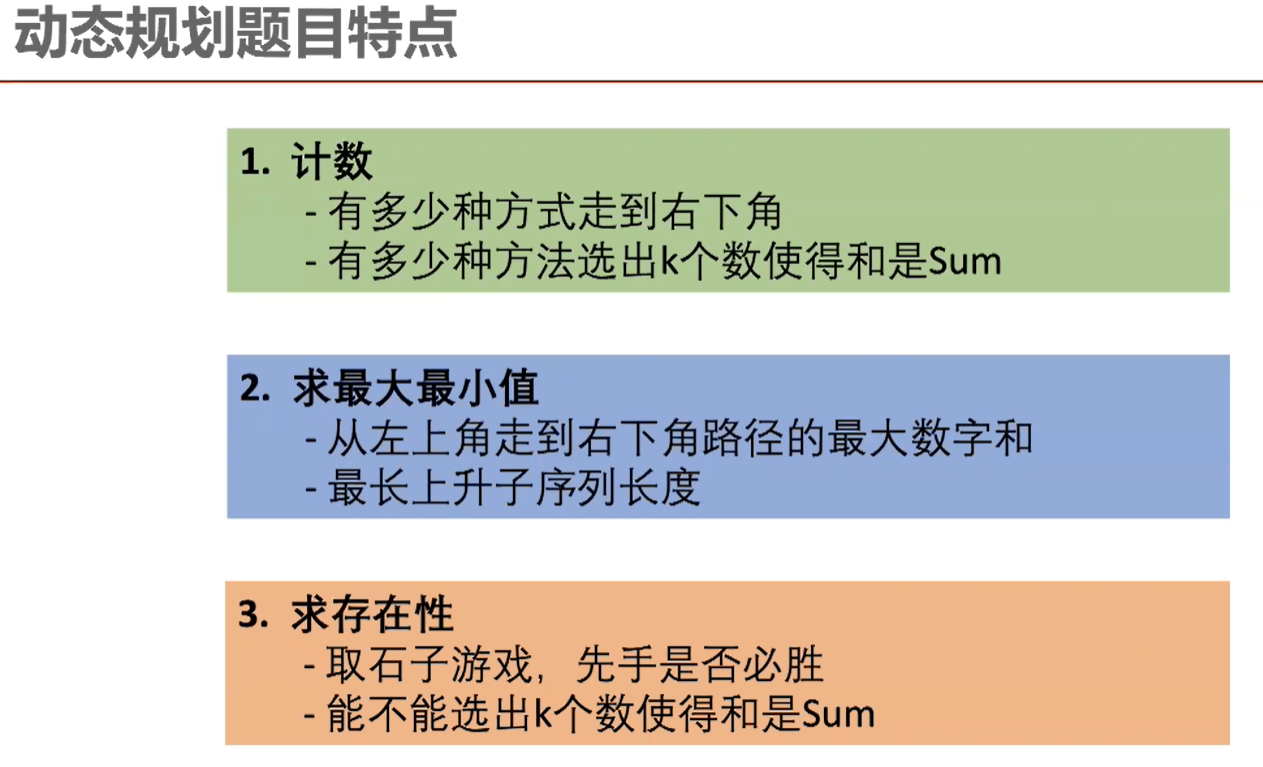 动态规划题目特点
1. 计数
- 有多少种方式走到右下角
- 有多少种方法选出k个数使得和是Sum
2. 求最大最小值
- 从左上角走到右下角路径的最大数字和
- 最长上升子序列长度
3. 求存在性
- 取石子游戏，先手是否必胜
- 能不能选出k个数使得和是Sum